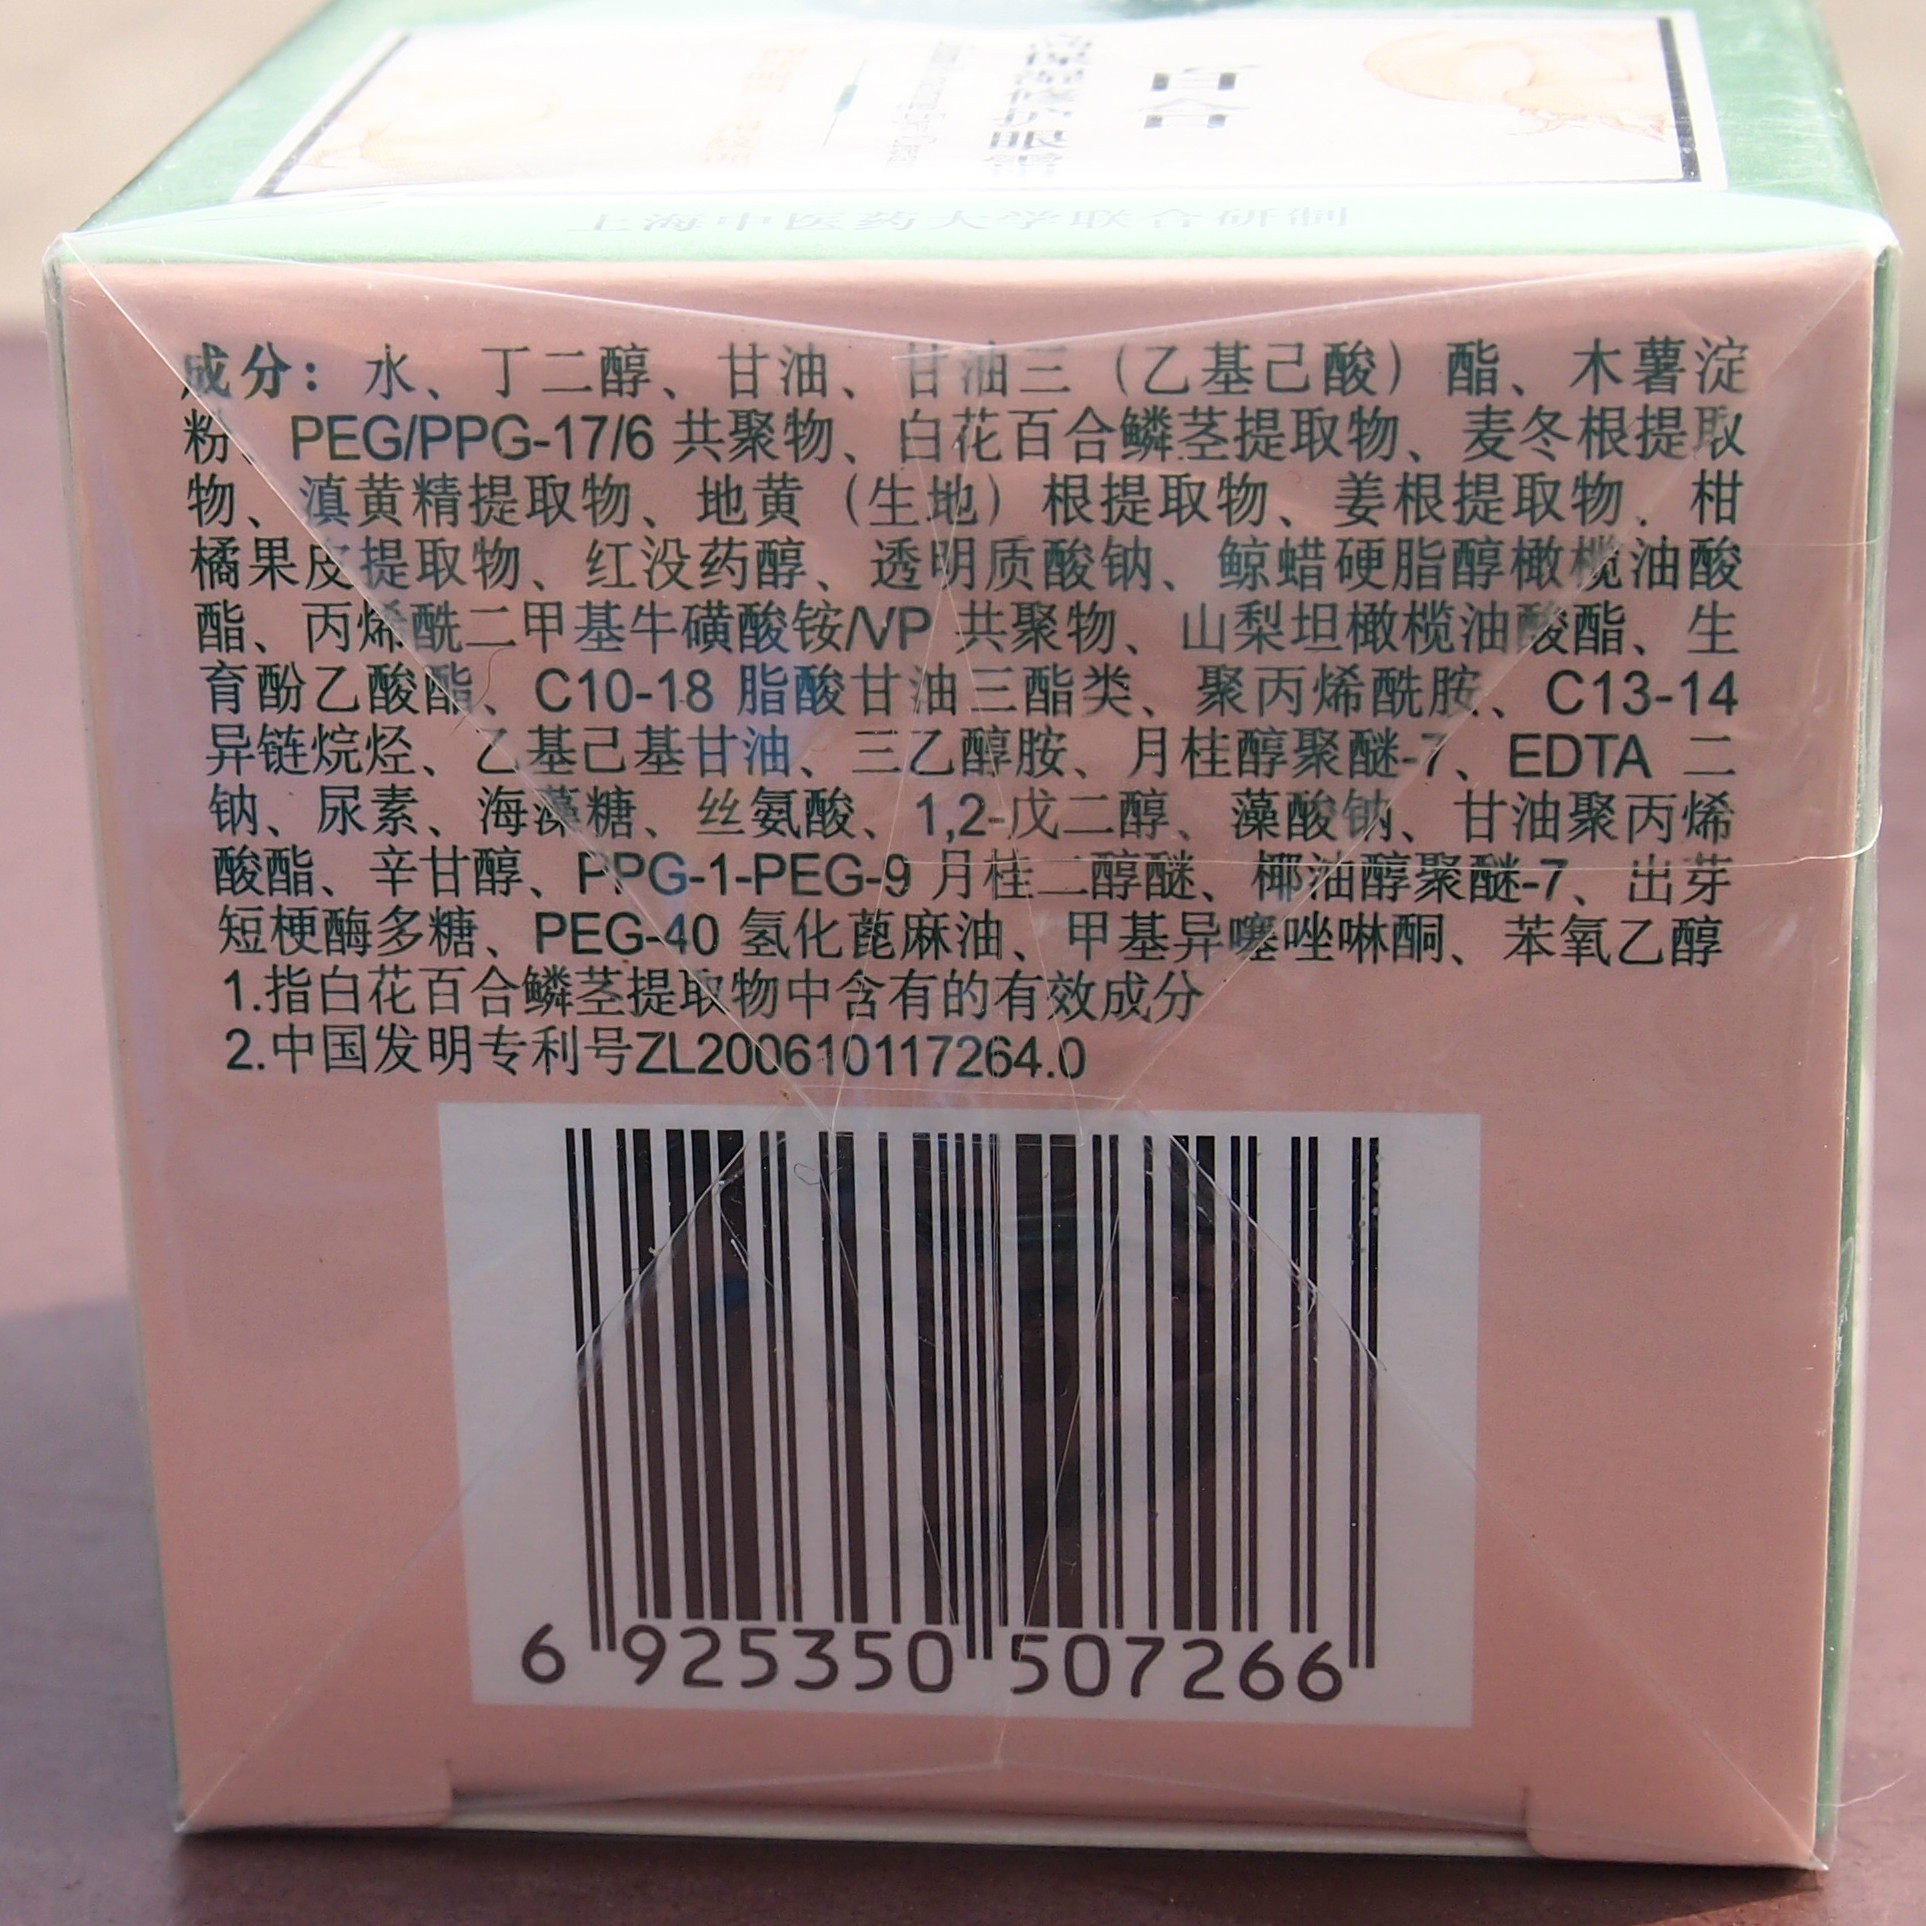 上海中医药大学联合研制
成分：水、丁二醇、甘油、甘油三（乙基己酸）酯、木薯淀
粉、PEG/PPG-17/6 共聚物、白花百合鳞茎提取物、麦冬根提取
物、滇黄精提取物、地黄（生地）根提取物、姜根提取物、柑
橘果皮提取物、红没药醇、透明质酸钠、鲸蜡硬脂醇橄榄油酸
酯、丙烯酰二甲基牛磺酸铵/VP 共聚物、山梨坦橄榄油酸酯、生
育酚乙酸酯、C10-18 脂酸甘油三酯类、聚丙烯酰胺、C13-14
异链烷烃、乙基己基甘油、三乙醇胺、月桂醇聚醚-7、EDTA 二
钠、尿素、海藻糖、丝氨酸、1,2-戊二醇、藻酸钠、甘油聚丙烯
酸酯、辛甘醇、PPG-1-PEG-9 月桂二醇醚、椰油醇聚醚-7、出芽
短梗酶多糖、PEG-40 氢化蓖麻油、甲基异噻唑啉酮、苯氧乙醇
1.指白花百合鳞茎提取物中含有的有效成分
2.中国发明专利号ZL200610117264.0
6 925350 507266